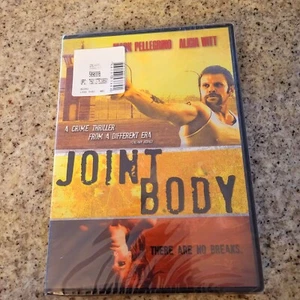 PELLEGRINO ALICIA WITT
A CRIME THRILLER
FROM A DIFFERENT ERA
JOINT
BODY
THERE ARE NO BREAKS.